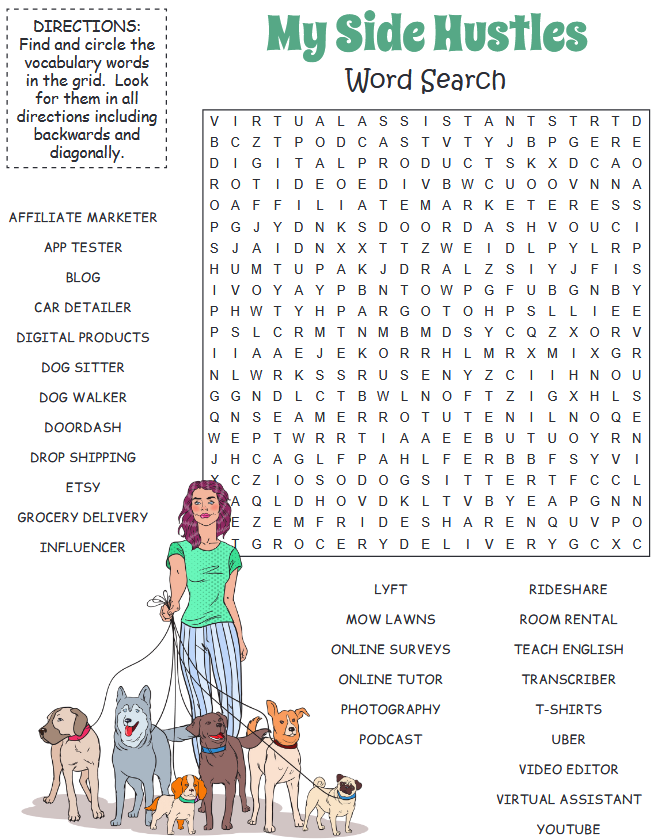 My Side Hustles
Word Search
DIRECTIONS:
Find and circle the
vocabulary words
in the grid. Look
for them in all
directions including
backwards and
diagonally.
V I R T U A L A S S I S T A N T S T R T D
B C Z T P O D C A S T V T Y J B P G E R E
D I G I T A L P R O D U C T S K X D C A O
R O T I D E O E D I V B W C U O O V N N A
O A F F I L I A T E M A R K E T E R E S S
P G J Y D N K S D O O R D A S H V O U C I
S J A I D N X X T T Z W E I D L P Y L R P
H U M T U P A K J D R A L Z S I Y J F I S
I V O Y A Y P B N T O W P G F U B G N B Y
P H W T Y H P A R G O T O H P S L L I E E
P S L C R M T N M B M D S Y C Q Z X O R V
I I A A E J E K O R R H L M R X M I X G R
N L W R K S S R U S E N Y Z C I I H N O U
G G N D L C T B W L N O F T Z I G X H L S
Q N S E A M E R R O T U T E N I L N O Q E
W E P T W R R T I A A E E B U T U O Y R N
J H C A G L F P A H L F E R B B F S Y V I
C Z I O S O D O G S I T T E R T F C C L
A Q L D H O V D K L T V B Y E A P G N N
E Z E M F R I D E S H A R E N Q U V P O
T G R O C E R Y D E L I V E R Y G C X C
AFFILIATE MARKETER
APP TESTER
BLOG
CAR DETAILER
DIGITAL PRODUCTS
DOG SITTER
DOG WALKER
DOORDASH
DROP SHIPPING
ETSY
GROCERY DELIVERY
INFLUENCER
LYFT
MOW LAWNS
ONLINE SURVEYS
ONLINE TUTOR
PHOTOGRAPHY
PODCAST
RIDESHARE
ROOM RENTAL
TEACH ENGLISH
TRANSCRIBER
T-SHIRTS
UBER
VIDEO EDITOR
VIRTUAL ASSISTANT
YOUTUBE